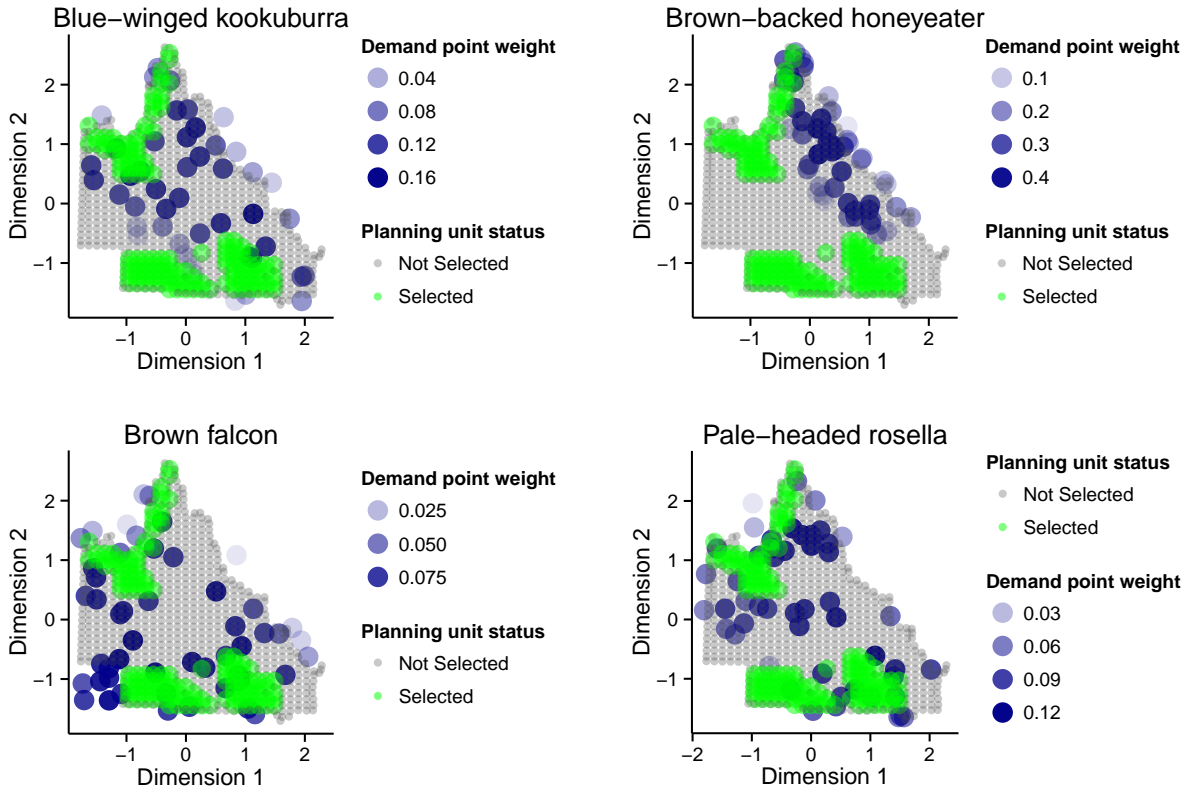 Blue−winged kookuburra
Dimension 2
2
1
0
−1
−1
0
1
2
Dimension 1
Demand point weight
0.04
0.08
0.12
0.16
Planning unit status
Not Selected
Selected
Brown−backed honeyeater
Dimension 2
2
1
0
−1
−1
0
1
2
Dimension 1
Demand point weight
0.1
0.2
0.3
0.4
Planning unit status
Not Selected
Selected
Brown falcon
Dimension 2
2
1
0
−1
−1
0
1
2
Dimension 1
Demand point weight
0.025
0.050
0.075
Planning unit status
Not Selected
Selected
Pale−headed rosella
Dimension 2
2
1
0
−1
−2
−1
0
1
2
Dimension 1
Planning unit status
Not Selected
Selected
Demand point weight
0.03
0.06
0.09
0.12